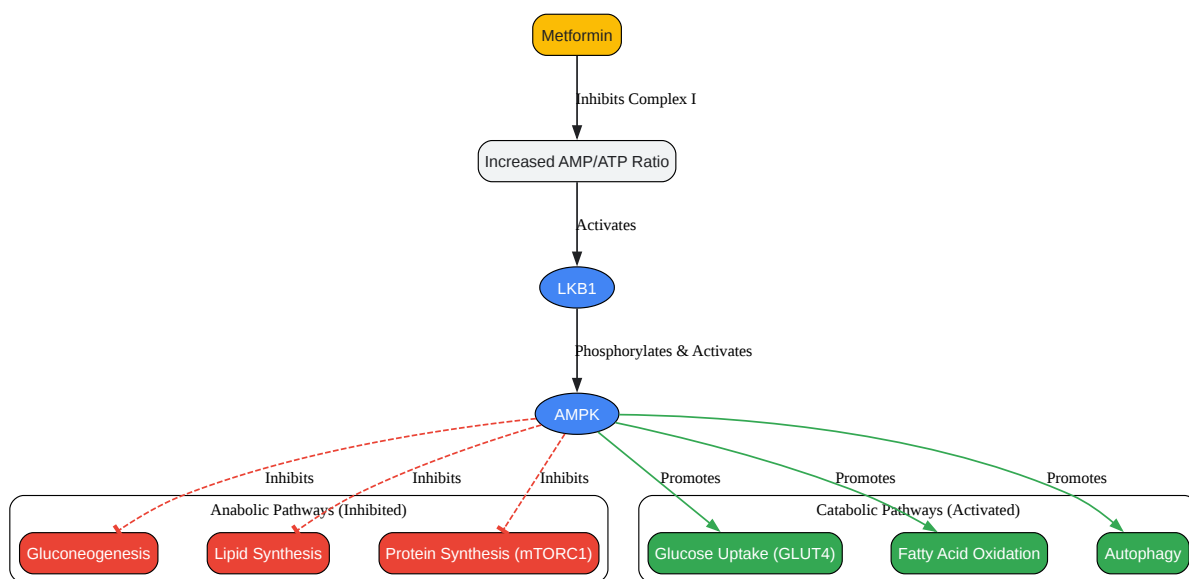 Metformin
Inhibits Complex I
Increased AMP/ATP Ratio
Activates
LKB1
Phosphorylates & Activates
AMPK
Inhibits
Inhibits
Inhibits
Promotes
Promotes
Promotes
Anabolic Pathways (Inhibited)
Gluconeogenesis
Lipid Synthesis
Protein Synthesis (mTORC1)
Catabolic Pathways (Activated)
Glucose Uptake (GLUT4)
Fatty Acid Oxidation
Autophagy